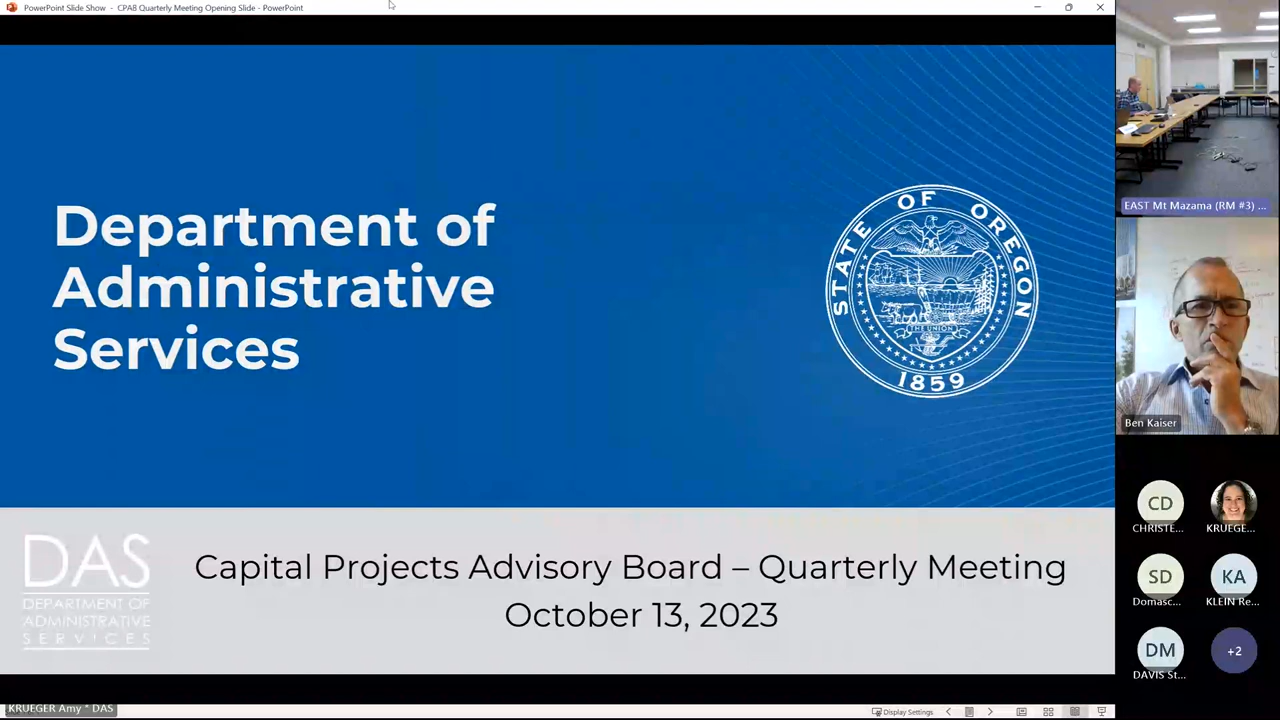 PowerPoint Slide Show - CPAB Quarterly Meeting Opening Slide - PowerPoint
Department of
Administrative
Services
STATE OF OREGON
THE UNION
1859
DAS
DEPARTMENT OF
ADMINISTRATIVE
SERVICES
Capital Projects Advisory Board – Quarterly Meeting
October 13, 2023
EAST Mt Mazama (RM #3) ...
Ben Kaiser
CD
CHRISTE...
KRUEGE...
SD
Domasc...
KA
KLEIN Re...
DM
DAVIS St...
+2
KRUEGER Amy * DAS
Display Settings